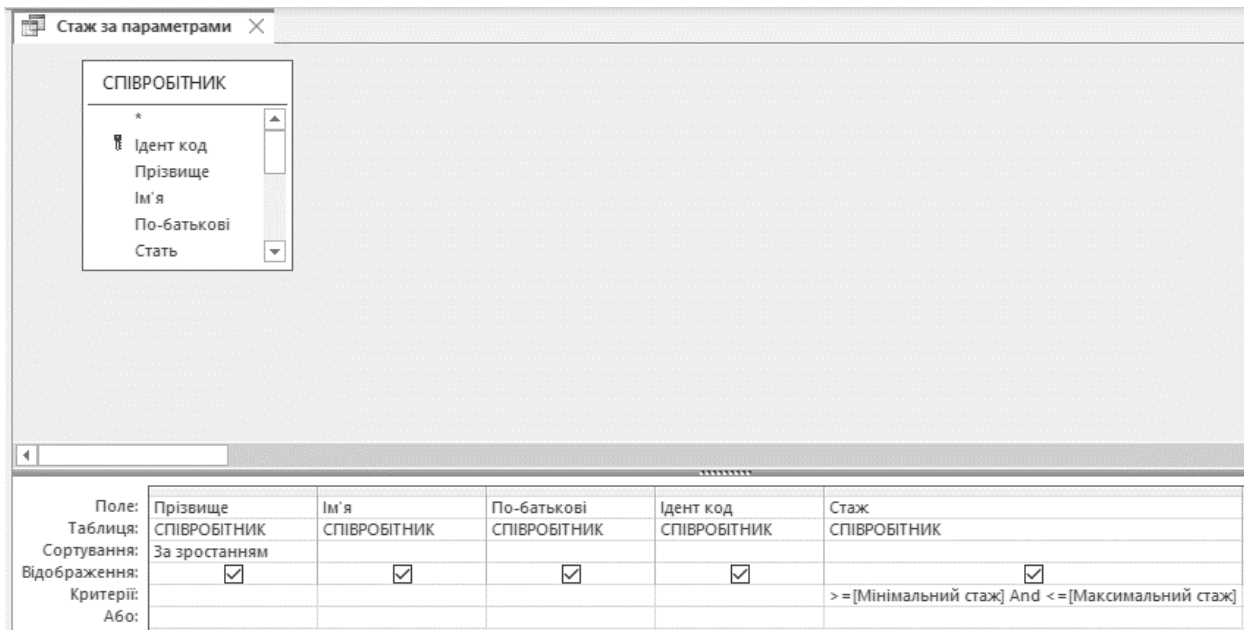 Стаж за параметрами
СПІВРОБІТНИК
*
Ідент код
Прізвище
Ім`я
По-батькові
Стать
Поле: Прізвище Ім`я По-батькові Ідент код Стаж
Таблиця: СПІВРОБІТНИК СПІВРОБІТНИК СПІВРОБІТНИК СПІВРОБІТНИК СПІВРОБІТНИК
Сортування: За зростанням
Відображення:
Критерії: >=[Мінімальний стаж] And <=[Максимальний стаж]
Або: